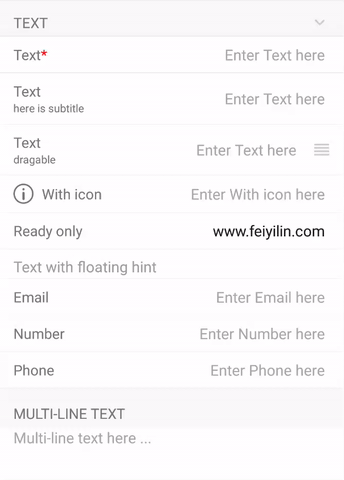 TEXT
Text* Enter Text here
Text Enter Text here
here is subtitle
Text Enter Text here
dragable
With icon Enter With icon here
Ready only www.feiyilin.com
Text with floating hint
Email Enter Email here
Number Enter Number here
Phone Enter Phone here
MULTI-LINE TEXT
Multi-line text here ...